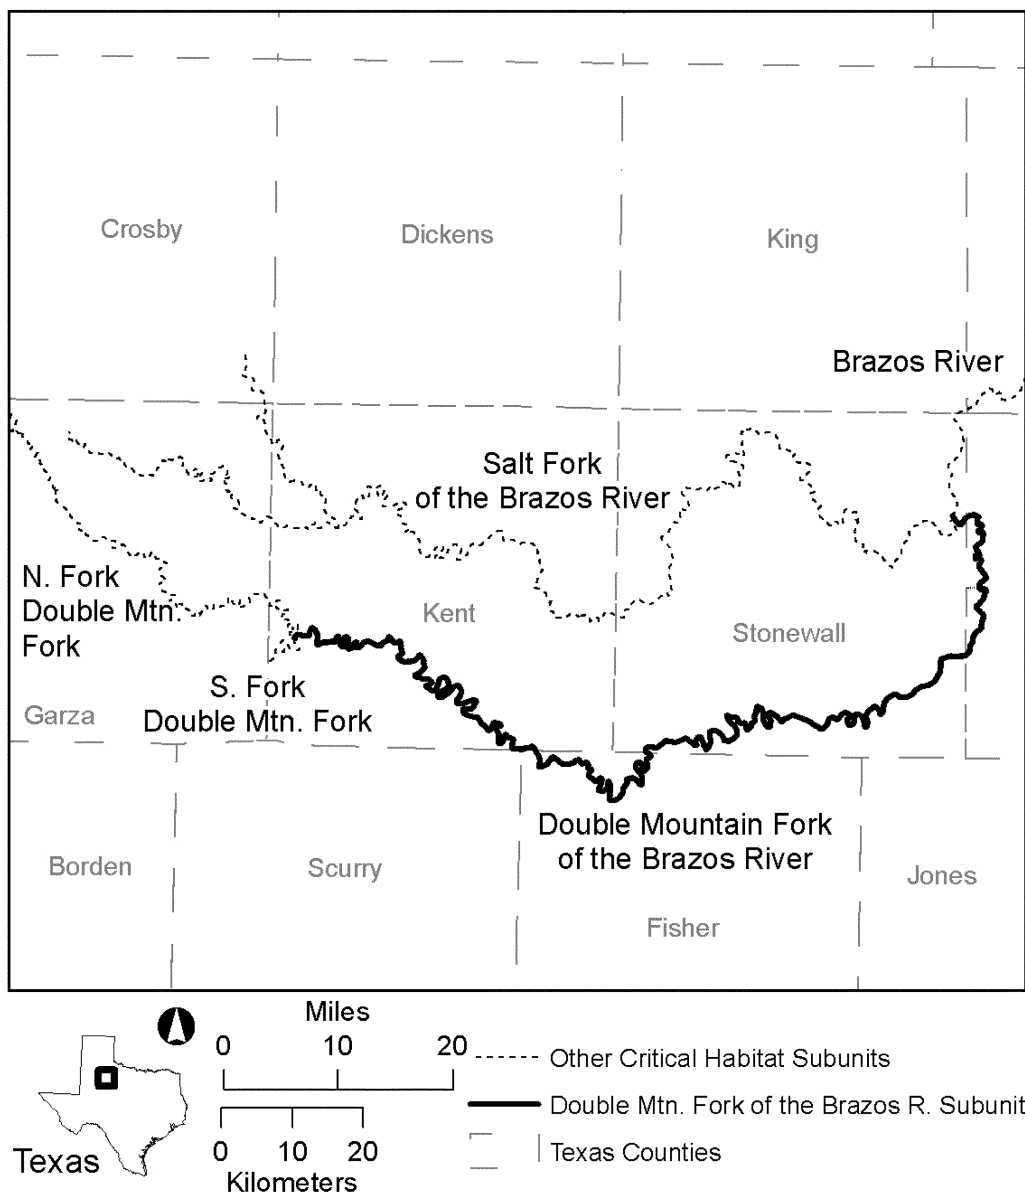 Crosby
Dickens
King
Brazos River
Salt Fork
of the Brazos River
N. Fork
Double Mtn.
Fork
Kent
Stonewall
S. Fork
Double Mtn. Fork
Garza
Double Mountain Fork
of the Brazos River
Borden
Scurry
Jones
Fisher
Miles
0 10 20
0 10 20
Kilometers
Texas
Other Critical Habitat Subunits
Double Mtn. Fork of the Brazos R. Subunit
Texas Counties